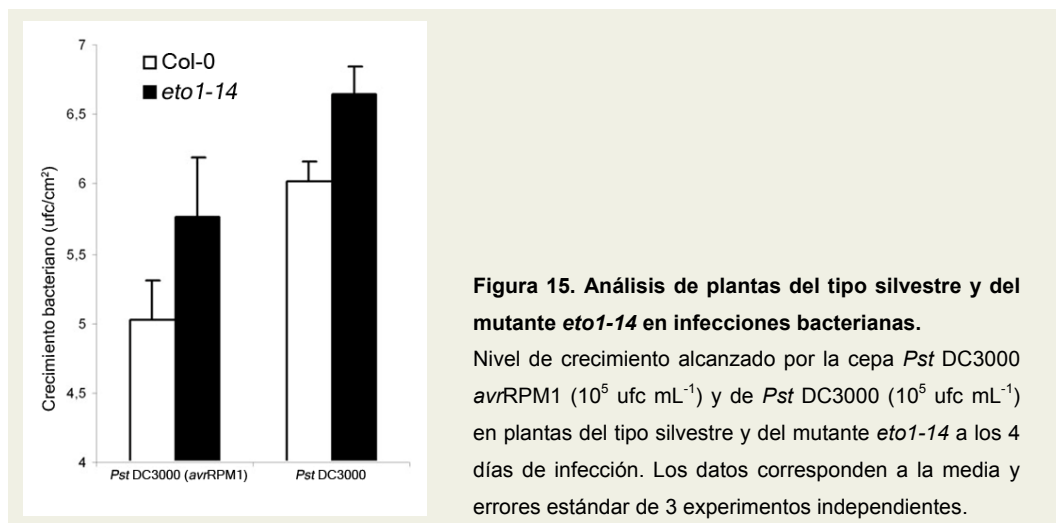 7
6,5
6
5,5
5
4,5
4
Crecimiento bacteriano (ufc/cm²)
Col-0
eto1-14
Pst DC3000 (avrRPM1)
Pst DC3000
Figura 15. Análisis de plantas del tipo silvestre y del
mutante eto1-14 en infecciones bacterianas.
Nivel de crecimiento alcanzado por la cepa Pst DC3000
avrRPM1 (10⁵ ufc mL⁻¹) y de Pst DC3000 (10⁵ ufc mL⁻¹)
en plantas del tipo silvestre y del mutante eto1-14 a los 4
días de infección. Los datos corresponden a la media y
errores estándar de 3 experimentos independientes.